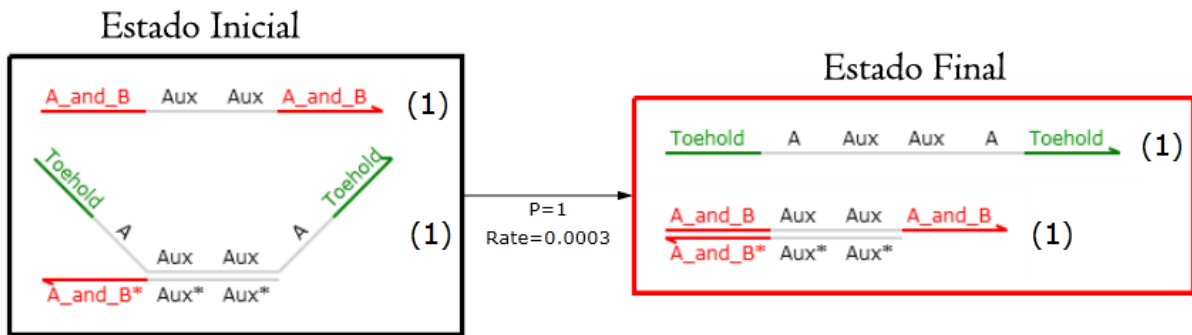 Estado Inicial
A_and_B Aux Aux A_and_B (1)
Toehold A A Toehold (1)
Aux Aux
A_and_B* Aux* Aux*
P=1
Rate=0.0003
Estado Final
Toehold A Aux Aux A Toehold (1)
A_and_B Aux Aux A_and_B (1)
A_and_B* Aux* Aux*